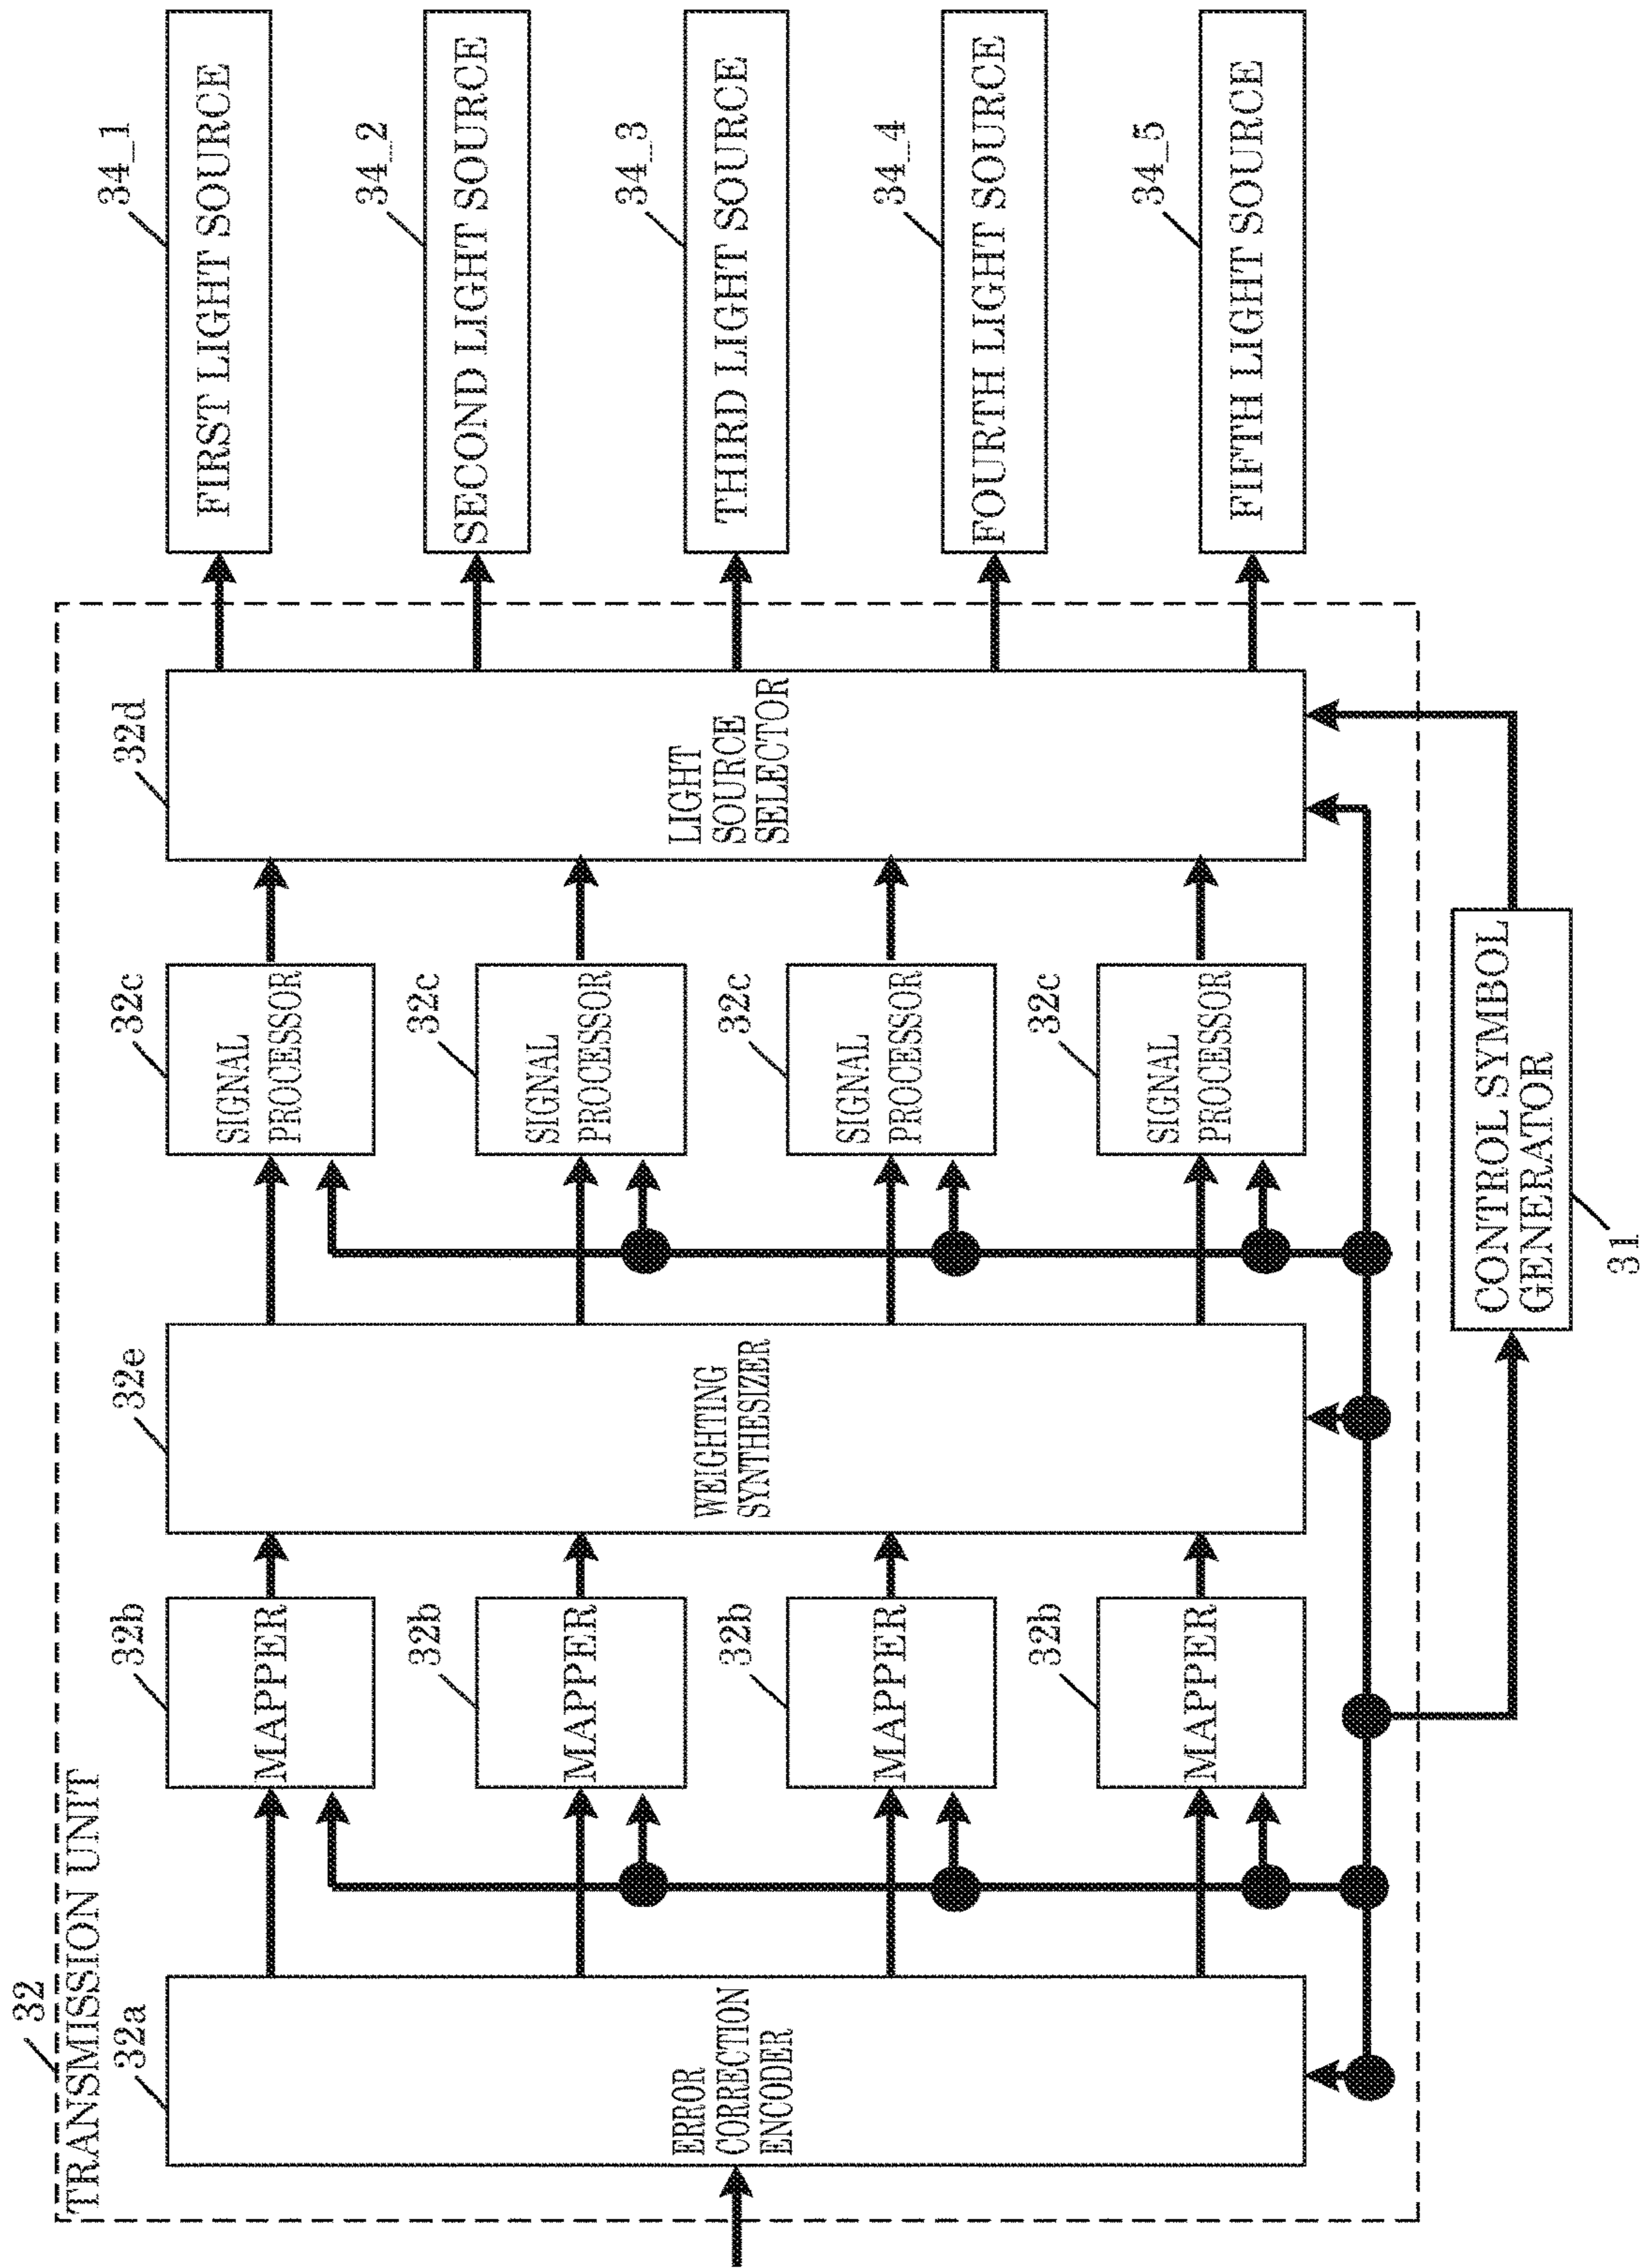 32
TRANSMISSION UNIT
32a
ERROR
CORRECTION
ENCODER
32b
MAPPER
32b
MAPPER
32b
MAPPER
32b
MAPPER
32e
WEIGHTING
SYNTHESIZER
32c
SIGNAL
PROCESSOR
32c
SIGNAL
PROCESSOR
32c
SIGNAL
PROCESSOR
32c
SIGNAL
PROCESSOR
32d
LIGHT
SOURCE
SELECTOR
CONTROL SYMBOL
GENERATOR
31
34_1
FIRST LIGHT SOURCE
34_2
SECOND LIGHT SOURCE
34_3
THIRD LIGHT SOURCE
34_4
FOURTH LIGHT SOURCE
34_5
FIFTH LIGHT SOURCE